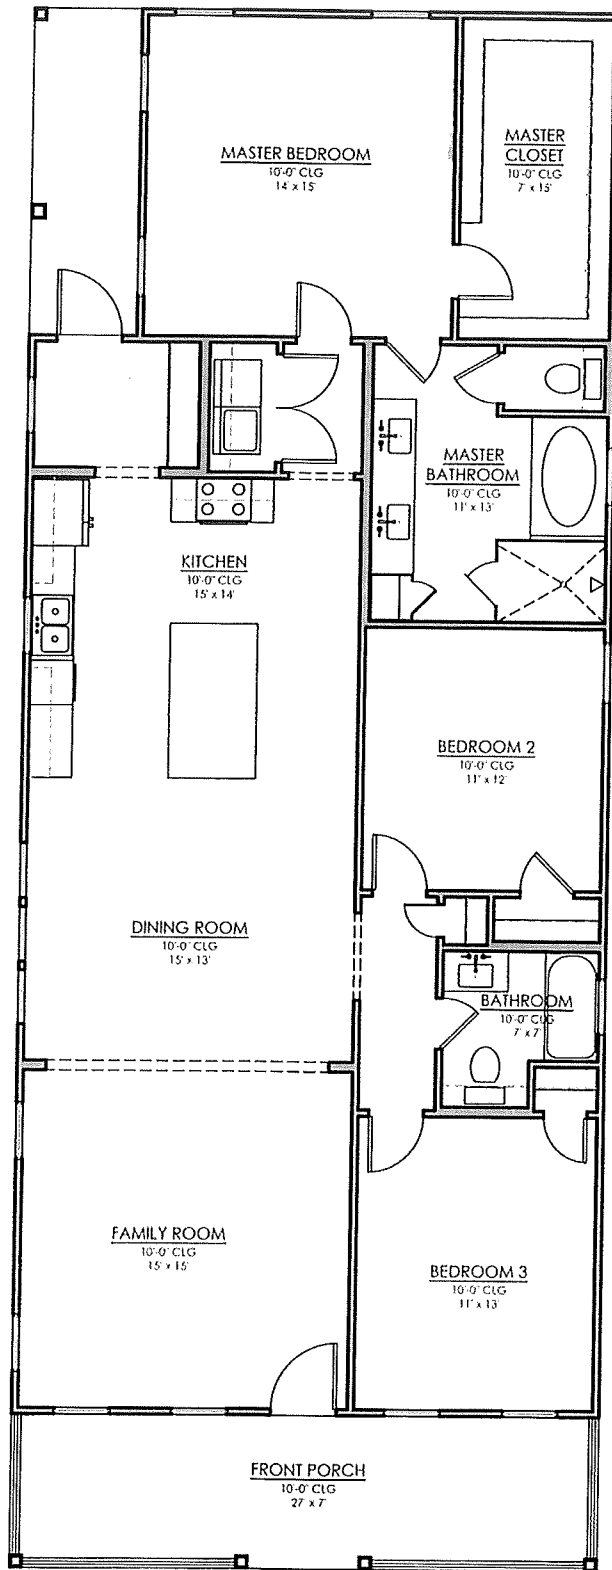 MASTER BEDROOM
10'-0" CLG
14' x 15'
MASTER
CLOSET
10'-0" CLG
7' x 15'
MASTER
BATHROOM
10'-0" CLG
11' x 13'
KITCHEN
10'-0" CLG
15' x 14'
BEDROOM 2
10'-0" CLG
11' x 12'
DINING ROOM
10'-0" CLG
15' x 13'
BATHROOM
10'-0" CLG
7' x 7'
FAMILY ROOM
10'-0" CLG
15' x 15'
BEDROOM 3
10'-0" CLG
11' x 13'
FRONT PORCH
10'-0" CLG
27' x 7'